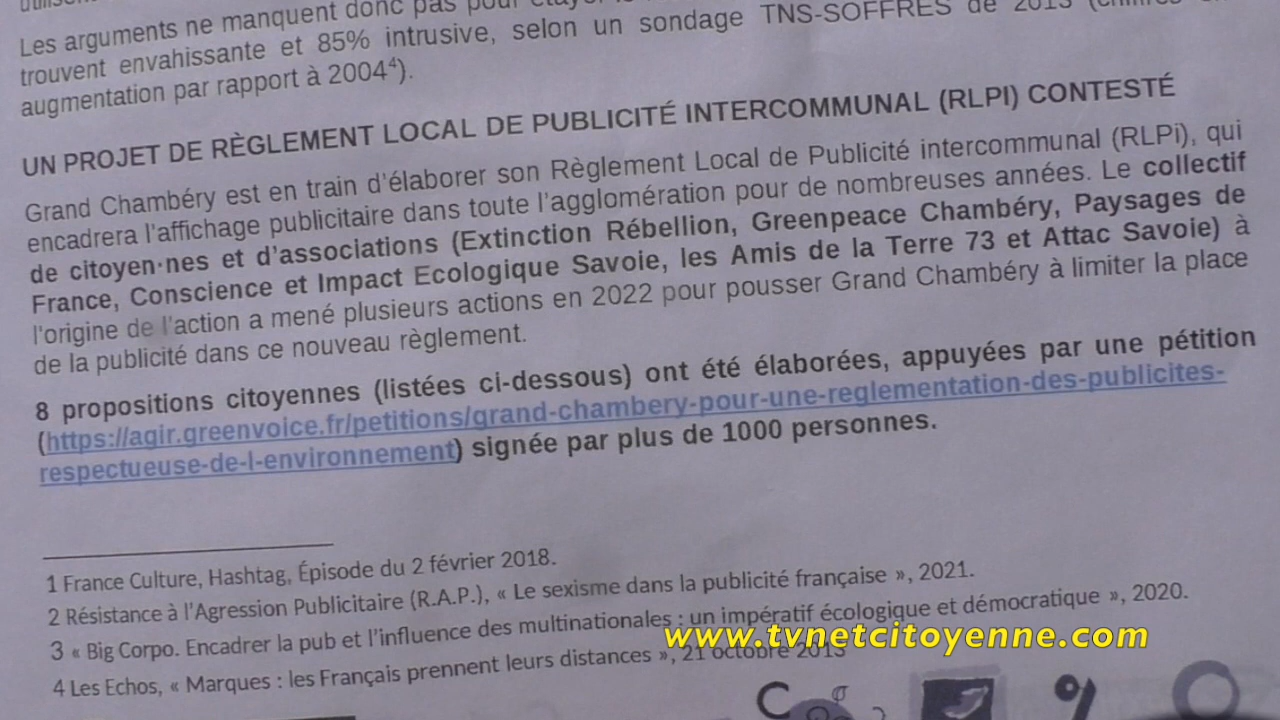 Les arguments ne manquent donc pas pour
trouvent envahissante et 85% intrusive, selon un sondage TNS-SOFFRES de 2013
augmentation par rapport à 2004⁴).
UN PROJET DE RÈGLEMENT LOCAL DE PUBLICITÉ INTERCOMMUNAL (RLPI) CONTESTÉ
Grand Chambéry est en train d'élaborer son Règlement Local de Publicité intercommunal (RLPi), qui
encadrera l'affichage publicitaire dans toute l'agglomération pour de nombreuses années. Le collectif
de citoyen·nes et d'associations (Extinction Rébellion, Greenpeace Chambéry, Paysages de
France, Conscience et Impact Ecologique Savoie, les Amis de la Terre 73 et Attac Savoie) à
l'origine de l'action a mené plusieurs actions en 2022 pour pousser Grand Chambéry à limiter la place
de la publicité dans ce nouveau règlement.
8 propositions citoyennes (listées ci-dessous) ont été élaborées, appuyées par une pétition
(https://agir.greenvoice.fr/petitions/grand-chambery-pour-une-reglementation-des-publicites-
respectueuse-de-l-environnement) signée par plus de 1000 personnes.
1 France Culture, Hashtag, Épisode du 2 février 2018.
2 Résistance à l'Agression Publicitaire (R.A.P.), « Le sexisme dans la publicité française », 2021.
3 « Big Corpo. Encadrer la pub et l'influence des multinationales : un impératif écologique et démocratique », 2020.
www.tvnetcitoyenne.com
4 Les Echos, « Marques : les Français prennent leurs distances », 21 octobre 2013